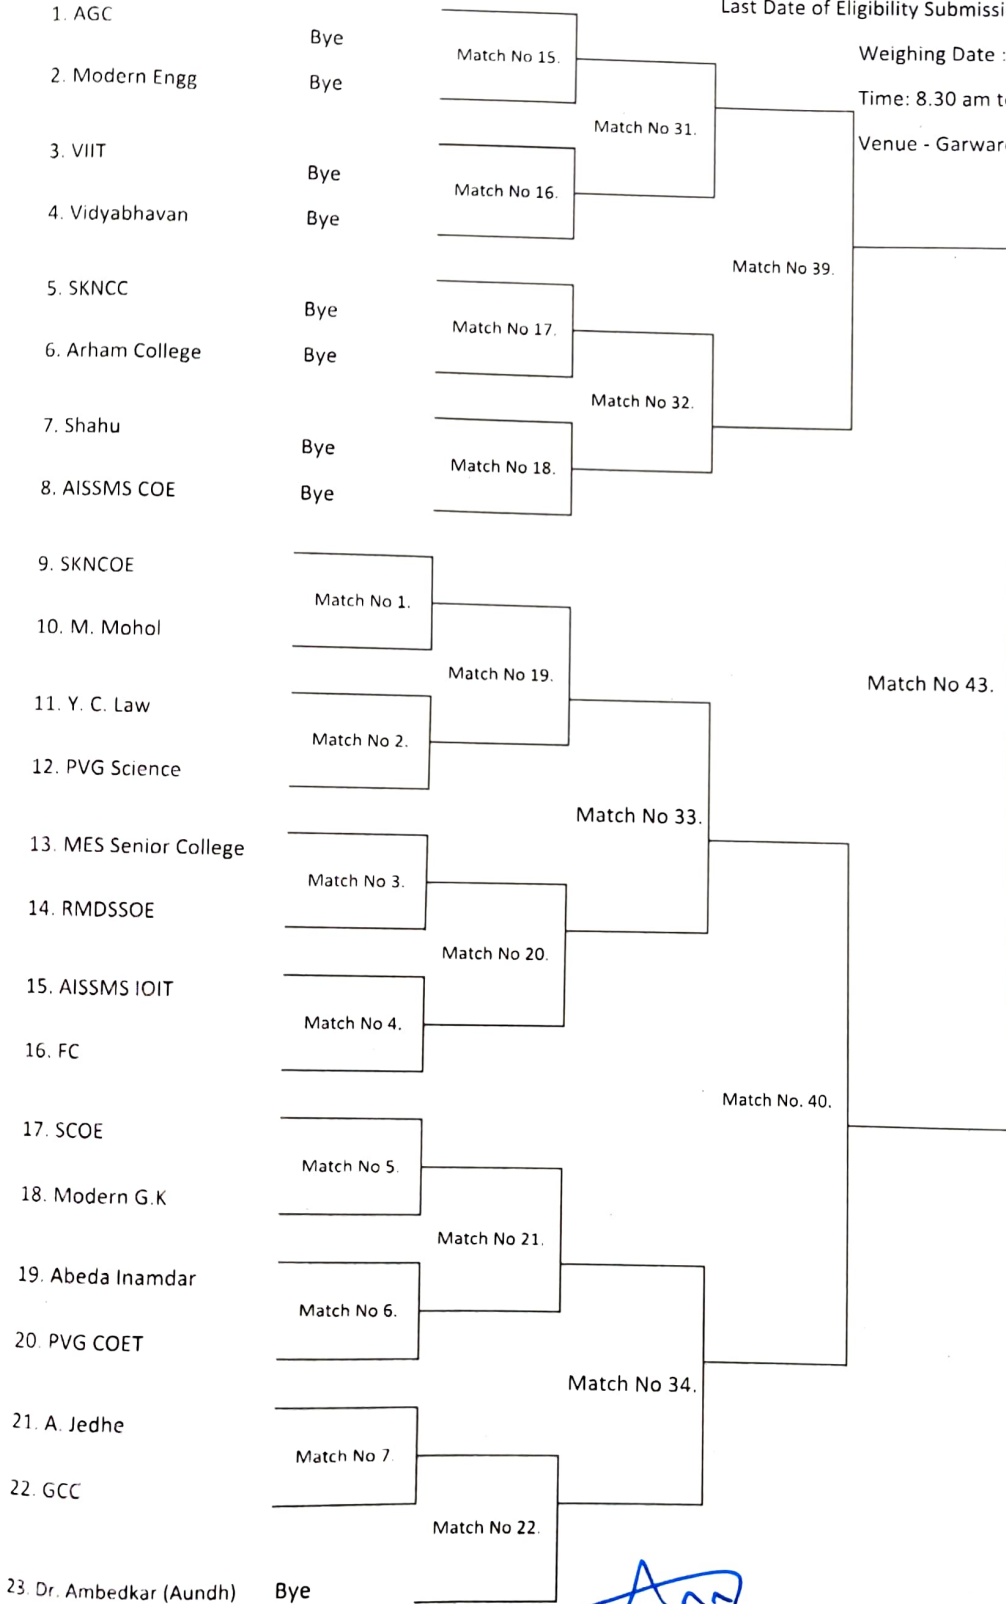 Last Date of Eligibility Submissi
1. AGC
Bye
Match No 15.
Weighing Date :
2. Modern Engg
Bye
Time: 8.30 am t
Match No 31.
Venue - Garwar
3. VIIT
Bye
Match No 16.
4. Vidyabhavan
Bye
Match No 39.
5. SKNCC
Bye
Match No 17.
6. Arham College
Bye
Match No 32.
7. Shahu
Bye
Match No 18.
8. AISSMS COE
Bye
9. SKNCOE
Match No 1.
10. M. Mohol
Match No 19.
Match No 43.
11. Y. C. Law
Match No 2.
12. PVG Science
Match No 33.
13. MES Senior College
Match No 3.
14. RMDSSOE
Match No 20.
15. AISSMS IOIT
Match No 4.
16. FC
Match No. 40.
17. SCOE
Match No 5.
18. Modern G.K
Match No 21.
19. Abeda Inamdar
Match No 6.
20. PVG COET
Match No 34.
21. A. Jedhe
Match No 7.
22. GCC
Match No 22.
23. Dr. Ambedkar (Aundh)
Bye